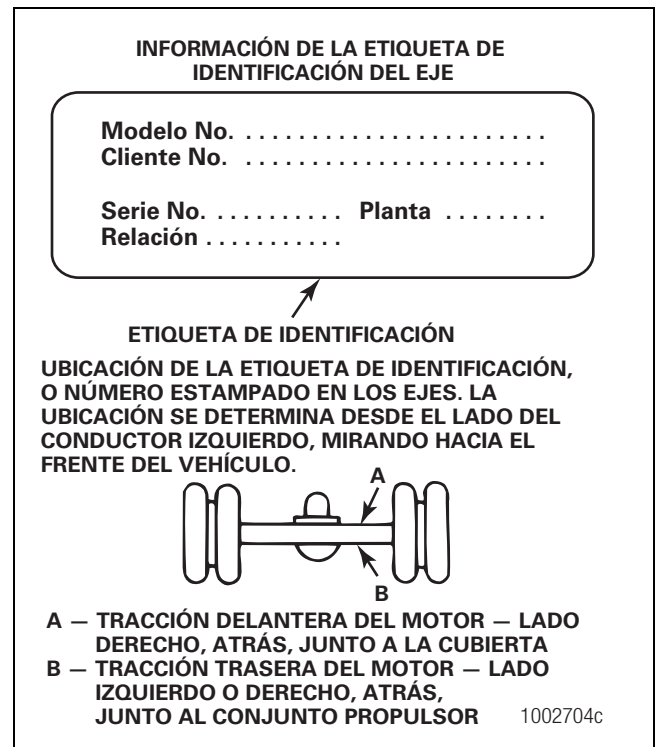 INFORMACIÓN DE LA ETIQUETA DE
IDENTIFICACIÓN DEL EJE
Modelo No. . . . . . . . . . . . . . . . . . . . . . . .
Cliente No. . . . . . . . . . . . . . . . . . . . . . . .
Serie No. . . . . . . . . . . Planta . . . . . . . .
Relación . . . . . . . . . . .
ETIQUETA DE IDENTIFICACIÓN
UBICACIÓN DE LA ETIQUETA DE IDENTIFICACIÓN,
O NÚMERO ESTAMPADO EN LOS EJES. LA
UBICACIÓN SE DETERMINA DESDE EL LADO DEL
CONDUCTOR IZQUIERDO, MIRANDO HACIA EL
FRENTE DEL VEHÍCULO.
A
B
A — TRACCIÓN DELANTERA DEL MOTOR — LADO
DERECHO, ATRÁS, JUNTO A LA CUBIERTA
B — TRACCIÓN TRASERA DEL MOTOR — LADO
IZQUIERDO O DERECHO, ATRÁS,
JUNTO AL CONJUNTO PROPULSOR 1002704c